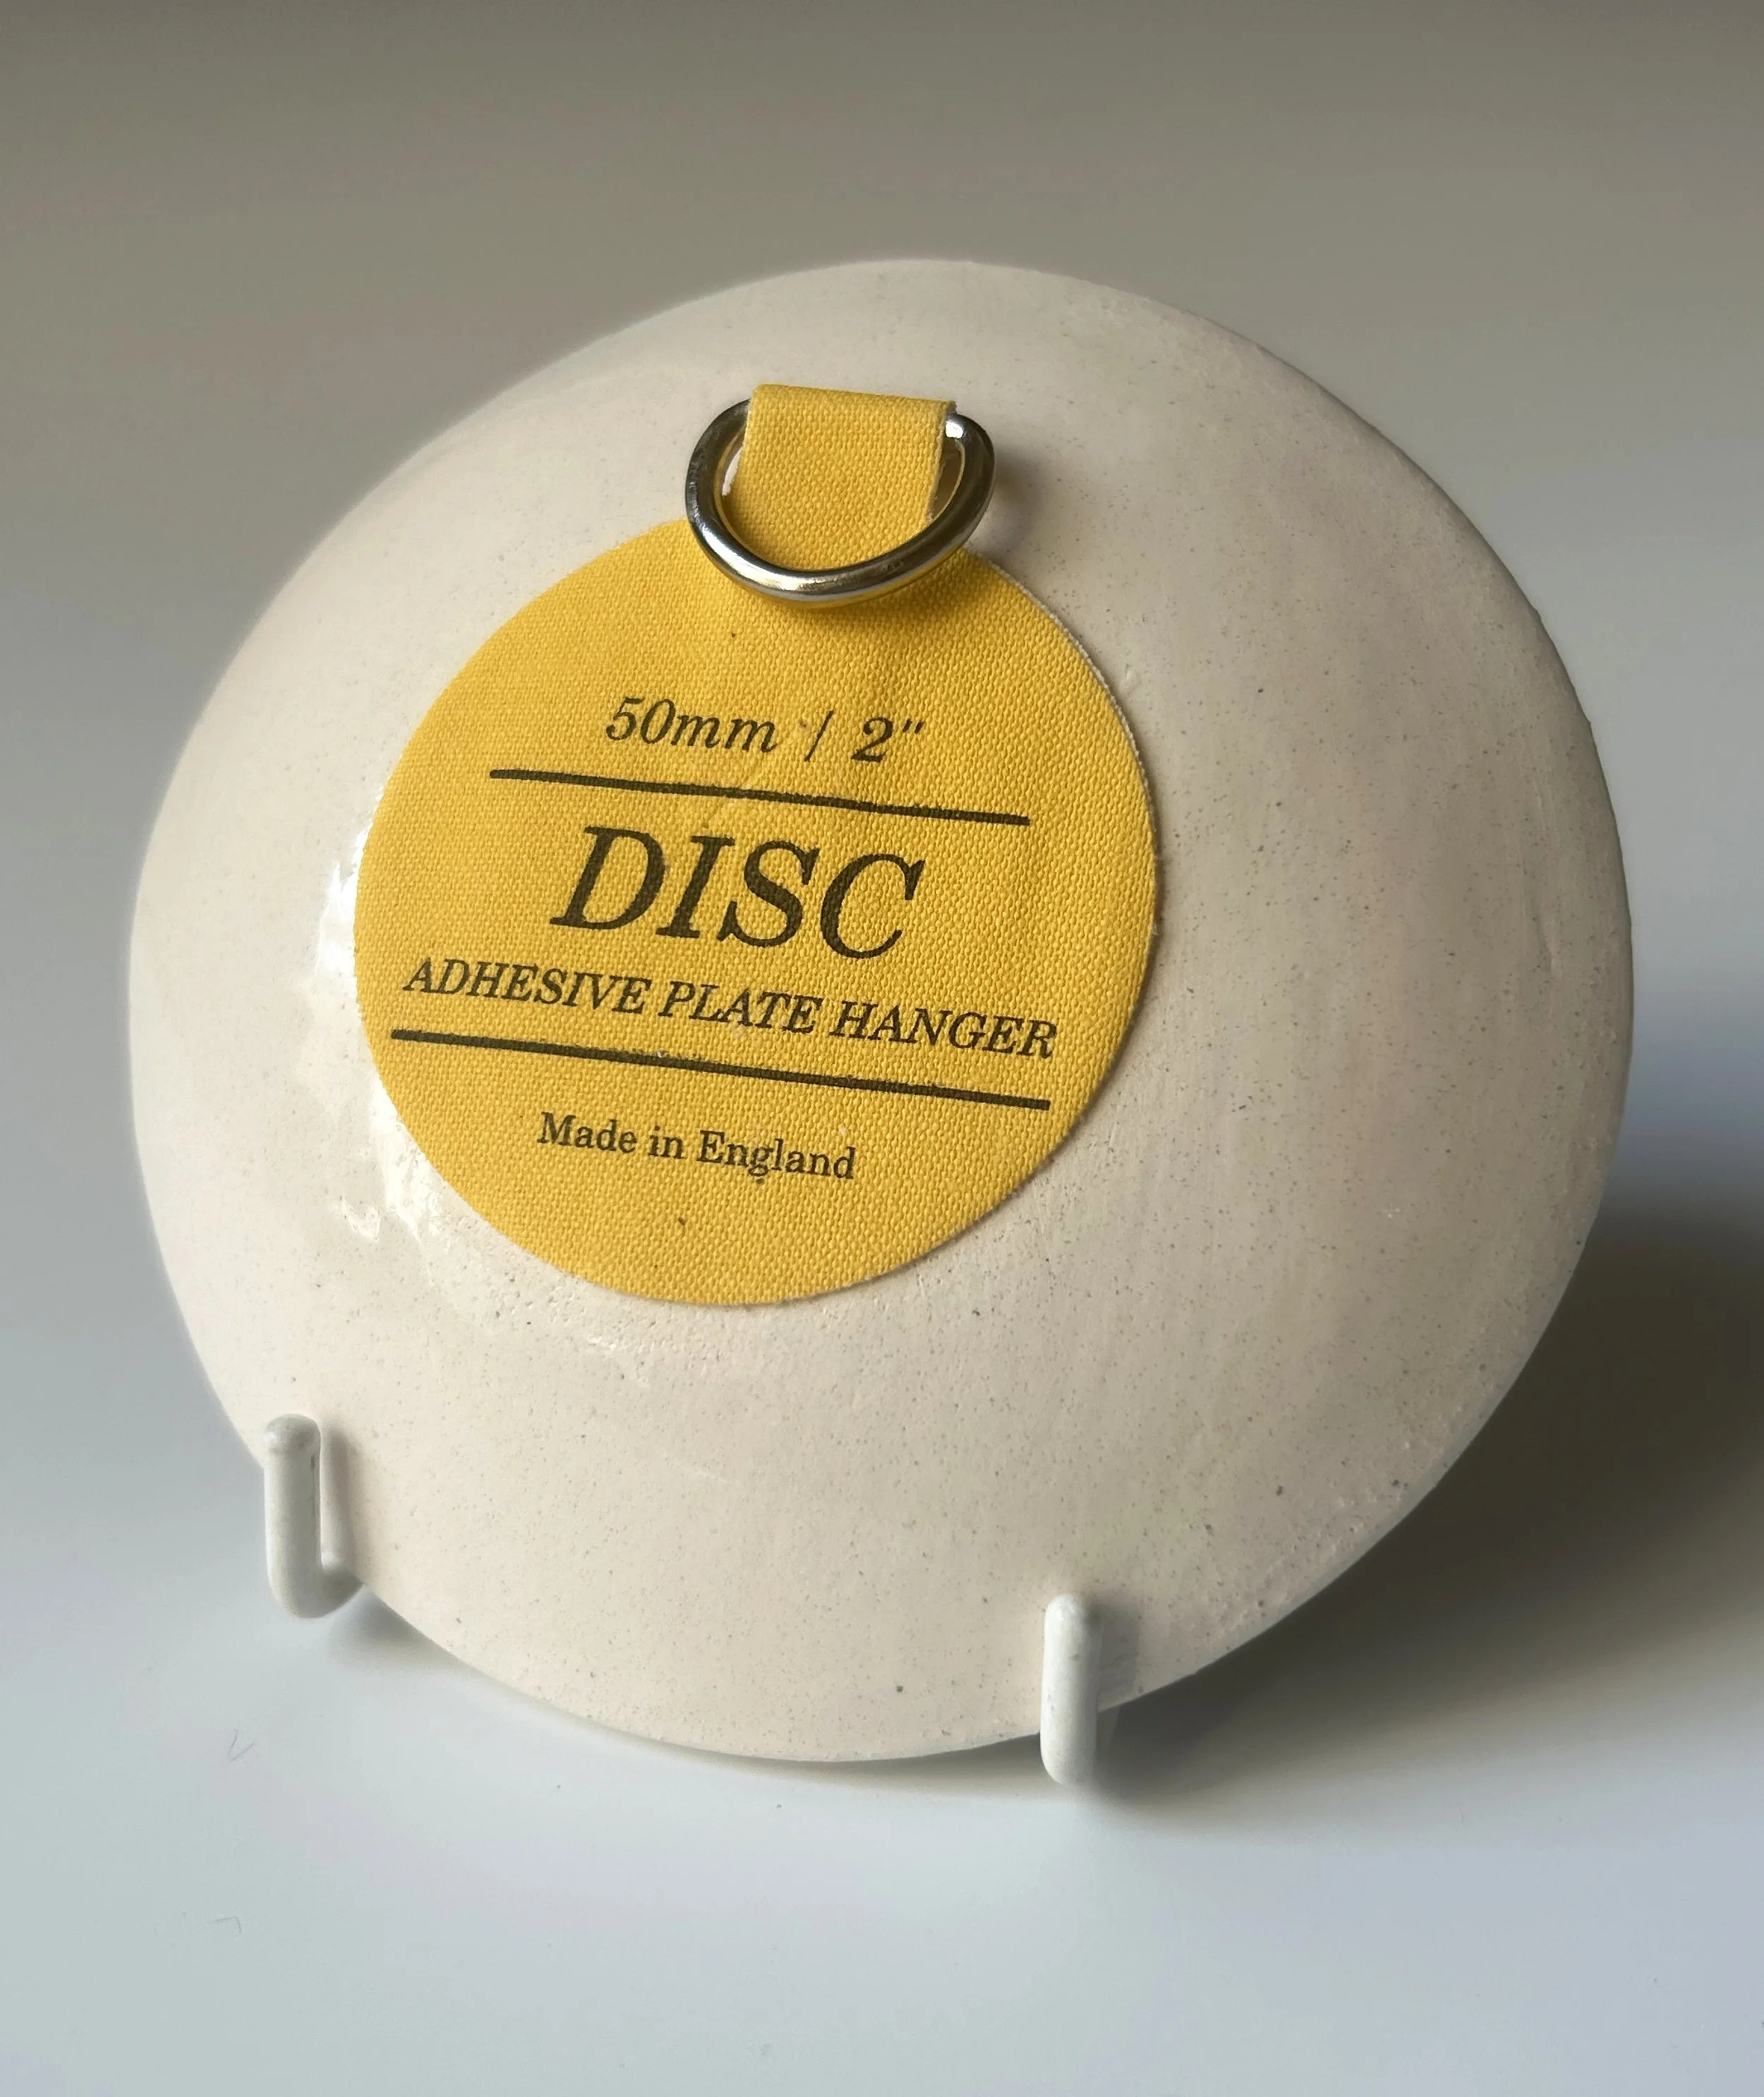 50mm / 2"
DISC
ADHESIVE PLATE HANGER
Made in England